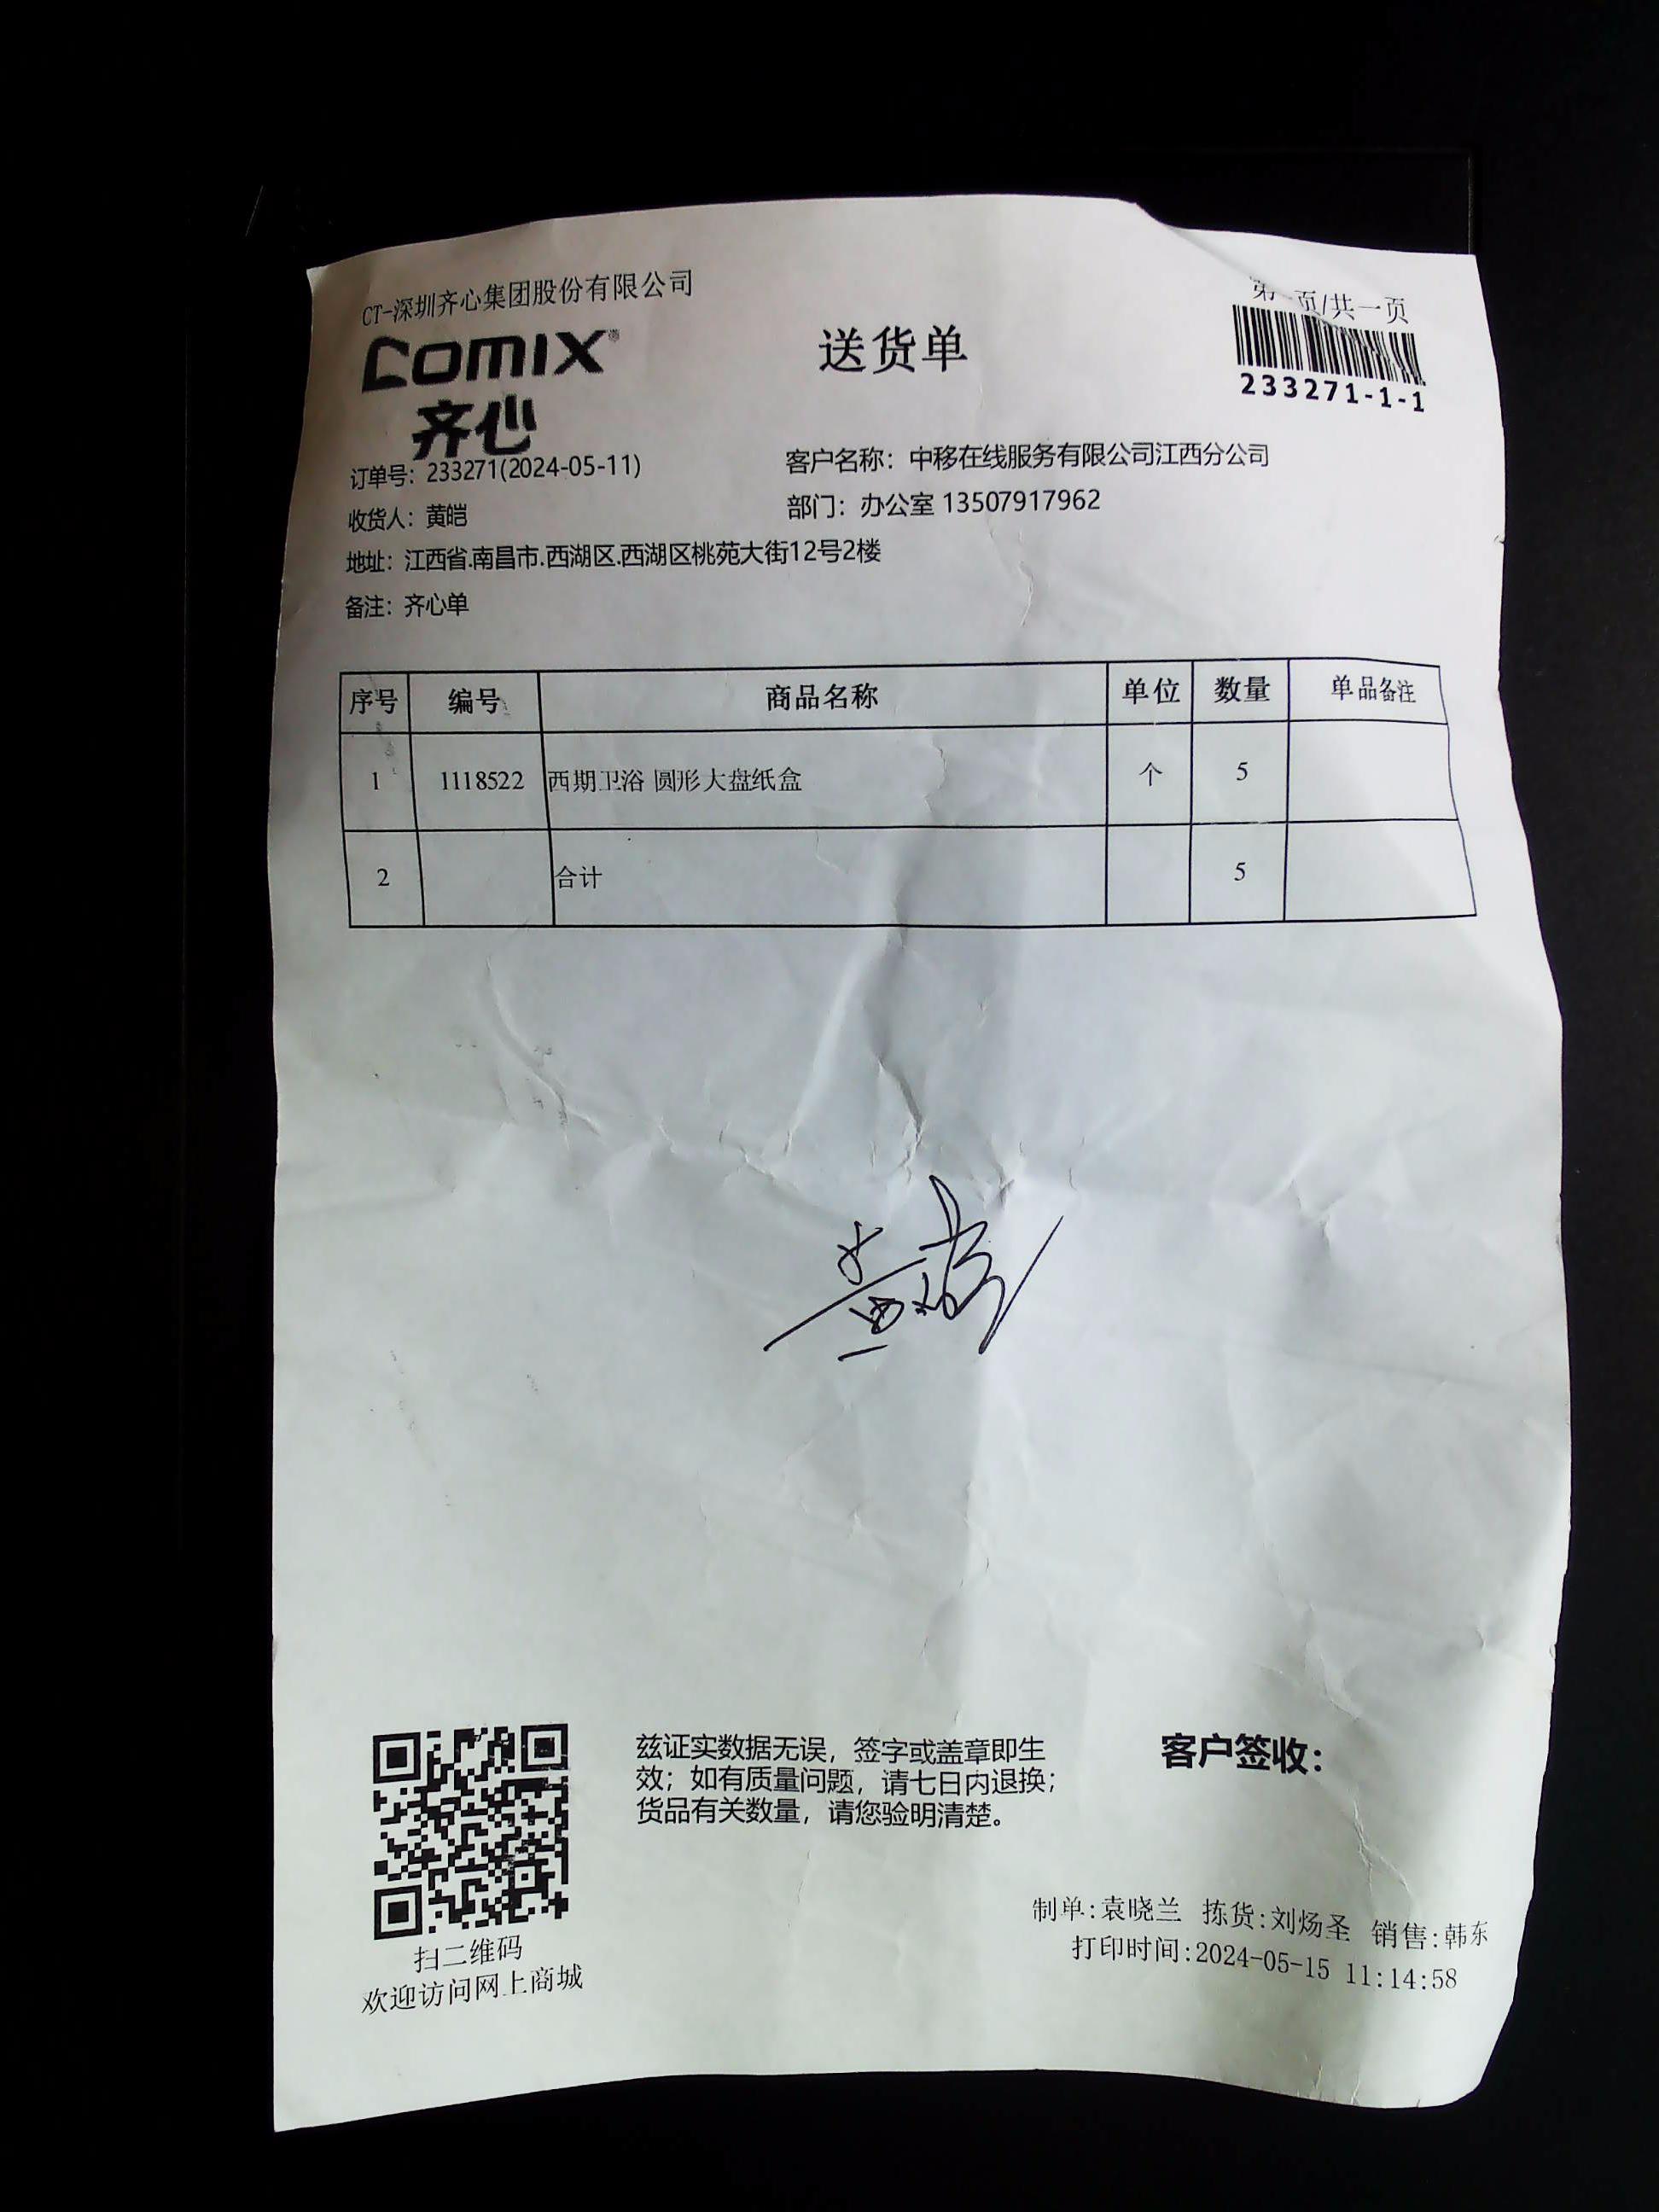 CT-深圳齐心集团股份有限公司
第一页/共一页
comix®
齐心
送货单
233271-1-1
订单号：233271(2024-05-11)
客户名称：中移在线服务有限公司江西分公司
收货人：黄皑
部门：办公室 13507917962
地址：江西省.南昌市.西湖区.西湖区桃苑大街12号2楼
备注：齐心单
序号 编号 商品名称 单位 数量 单品备注
1 1118522 西期卫浴 圆形大盘纸盒 个 5
2 合计 5
兹证实数据无误，签字或盖章即生
效；如有质量问题，请七日内退换；
货品有关数量，请您验明清楚。
客户签收：
扫二维码
欢迎访问网上商城
制单:袁晓兰 拣货:刘炀圣 销售:韩东
打印时间:2024-05-15 11:14:58